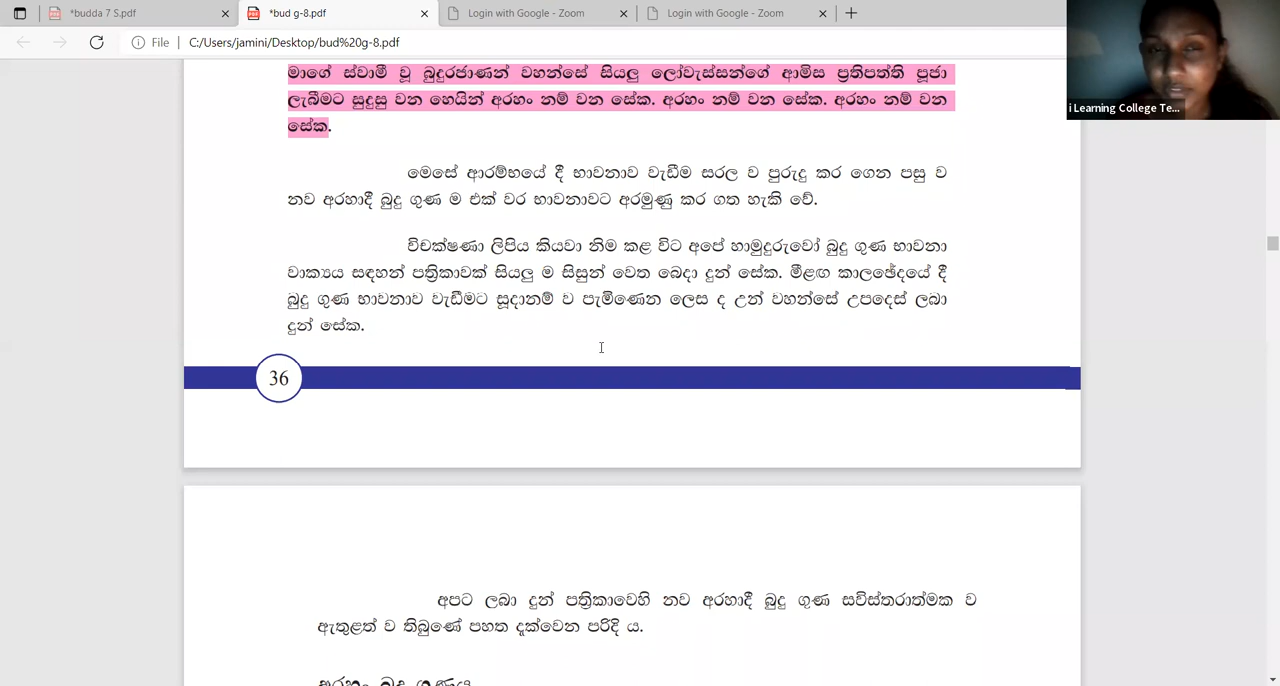 *budda 7 S.pdf
*bud g-8.pdf
Login with Google - Zoom
Login with Google - Zoom
File
C:/Users/jamini/Desktop/bud%20g-8.pdf
i Learning College Te...
මාගේ ස්වාමී වූ බුදුරජාණන් වහන්සේ සියලු ලෝවැස්සන්ගේ ආමිස ප්‍රතිපත්ති පූජා
ලැබීමට සුදුසු වන හෙයින් අරහං නම් වන සේක. අරහං නම් වන සේක. අරහං නම් වන
සේක.
මෙසේ ආරම්භයේ දී භාවනාව වැඩීම සරල ව පුරුදු කර ගෙන පසු ව
නව අරහාදී බුදු ගුණ ම එක් වර භාවනාවට අරමුණු කර ගත හැකි වේ.
විචක්ෂණා ලිපිය කියවා නිම කළ විට අපේ හාමුදුරුවෝ බුදු ගුණ භාවනා
වාක්‍යය සඳහන් පත්‍රිකාවක් සියලු ම සිසුන් වෙත බෙදා දුන් සේක. මීළඟ කාලඡේදයේ දී
බුදු ගුණ භාවනාව වැඩීමට සූදානම් ව පැමිණෙන ලෙස ද උන් වහන්සේ උපදෙස් ලබා
දුන් සේක.
36
අපට ලබා දුන් පත්‍රිකාවෙහි නව අරහාදී බුදු ගුණ සවිස්තරාත්මක ව
ඇතුළත් ව තිබුණේ පහත දැක්වෙන පරිදි ය.
අරහං බුදු ගුණය